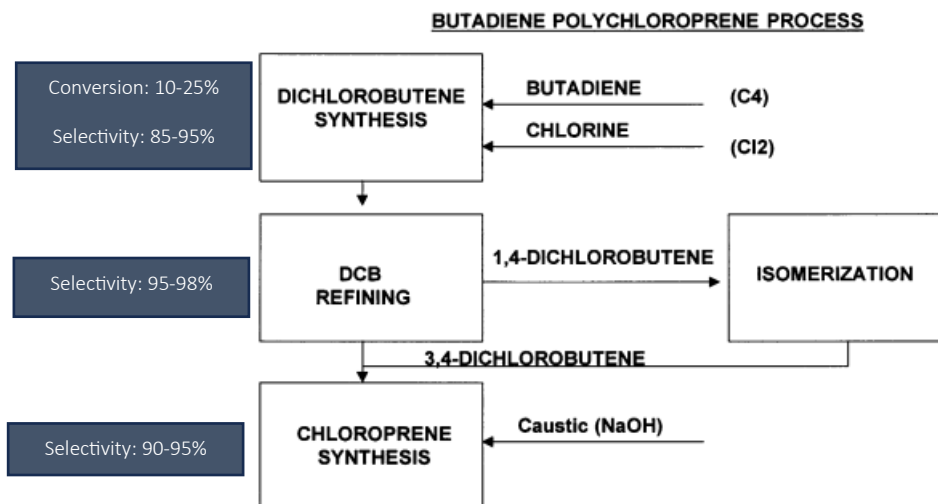 BUTADIENE POLYCHLOROPRENE PROCESS
Conversion: 10-25%
Selectivity: 85-95%
DICHLOROBUTENE
SYNTHESIS
BUTADIENE
(C4)
CHLORINE
(Cl2)
Selectivity: 95-98%
DCB
REFINING
1,4-DICHLOROBUTENE
ISOMERIZATION
3,4-DICHLOROBUTENE
Selectivity: 90-95%
CHLOROPRENE
SYNTHESIS
Caustic (NaOH)